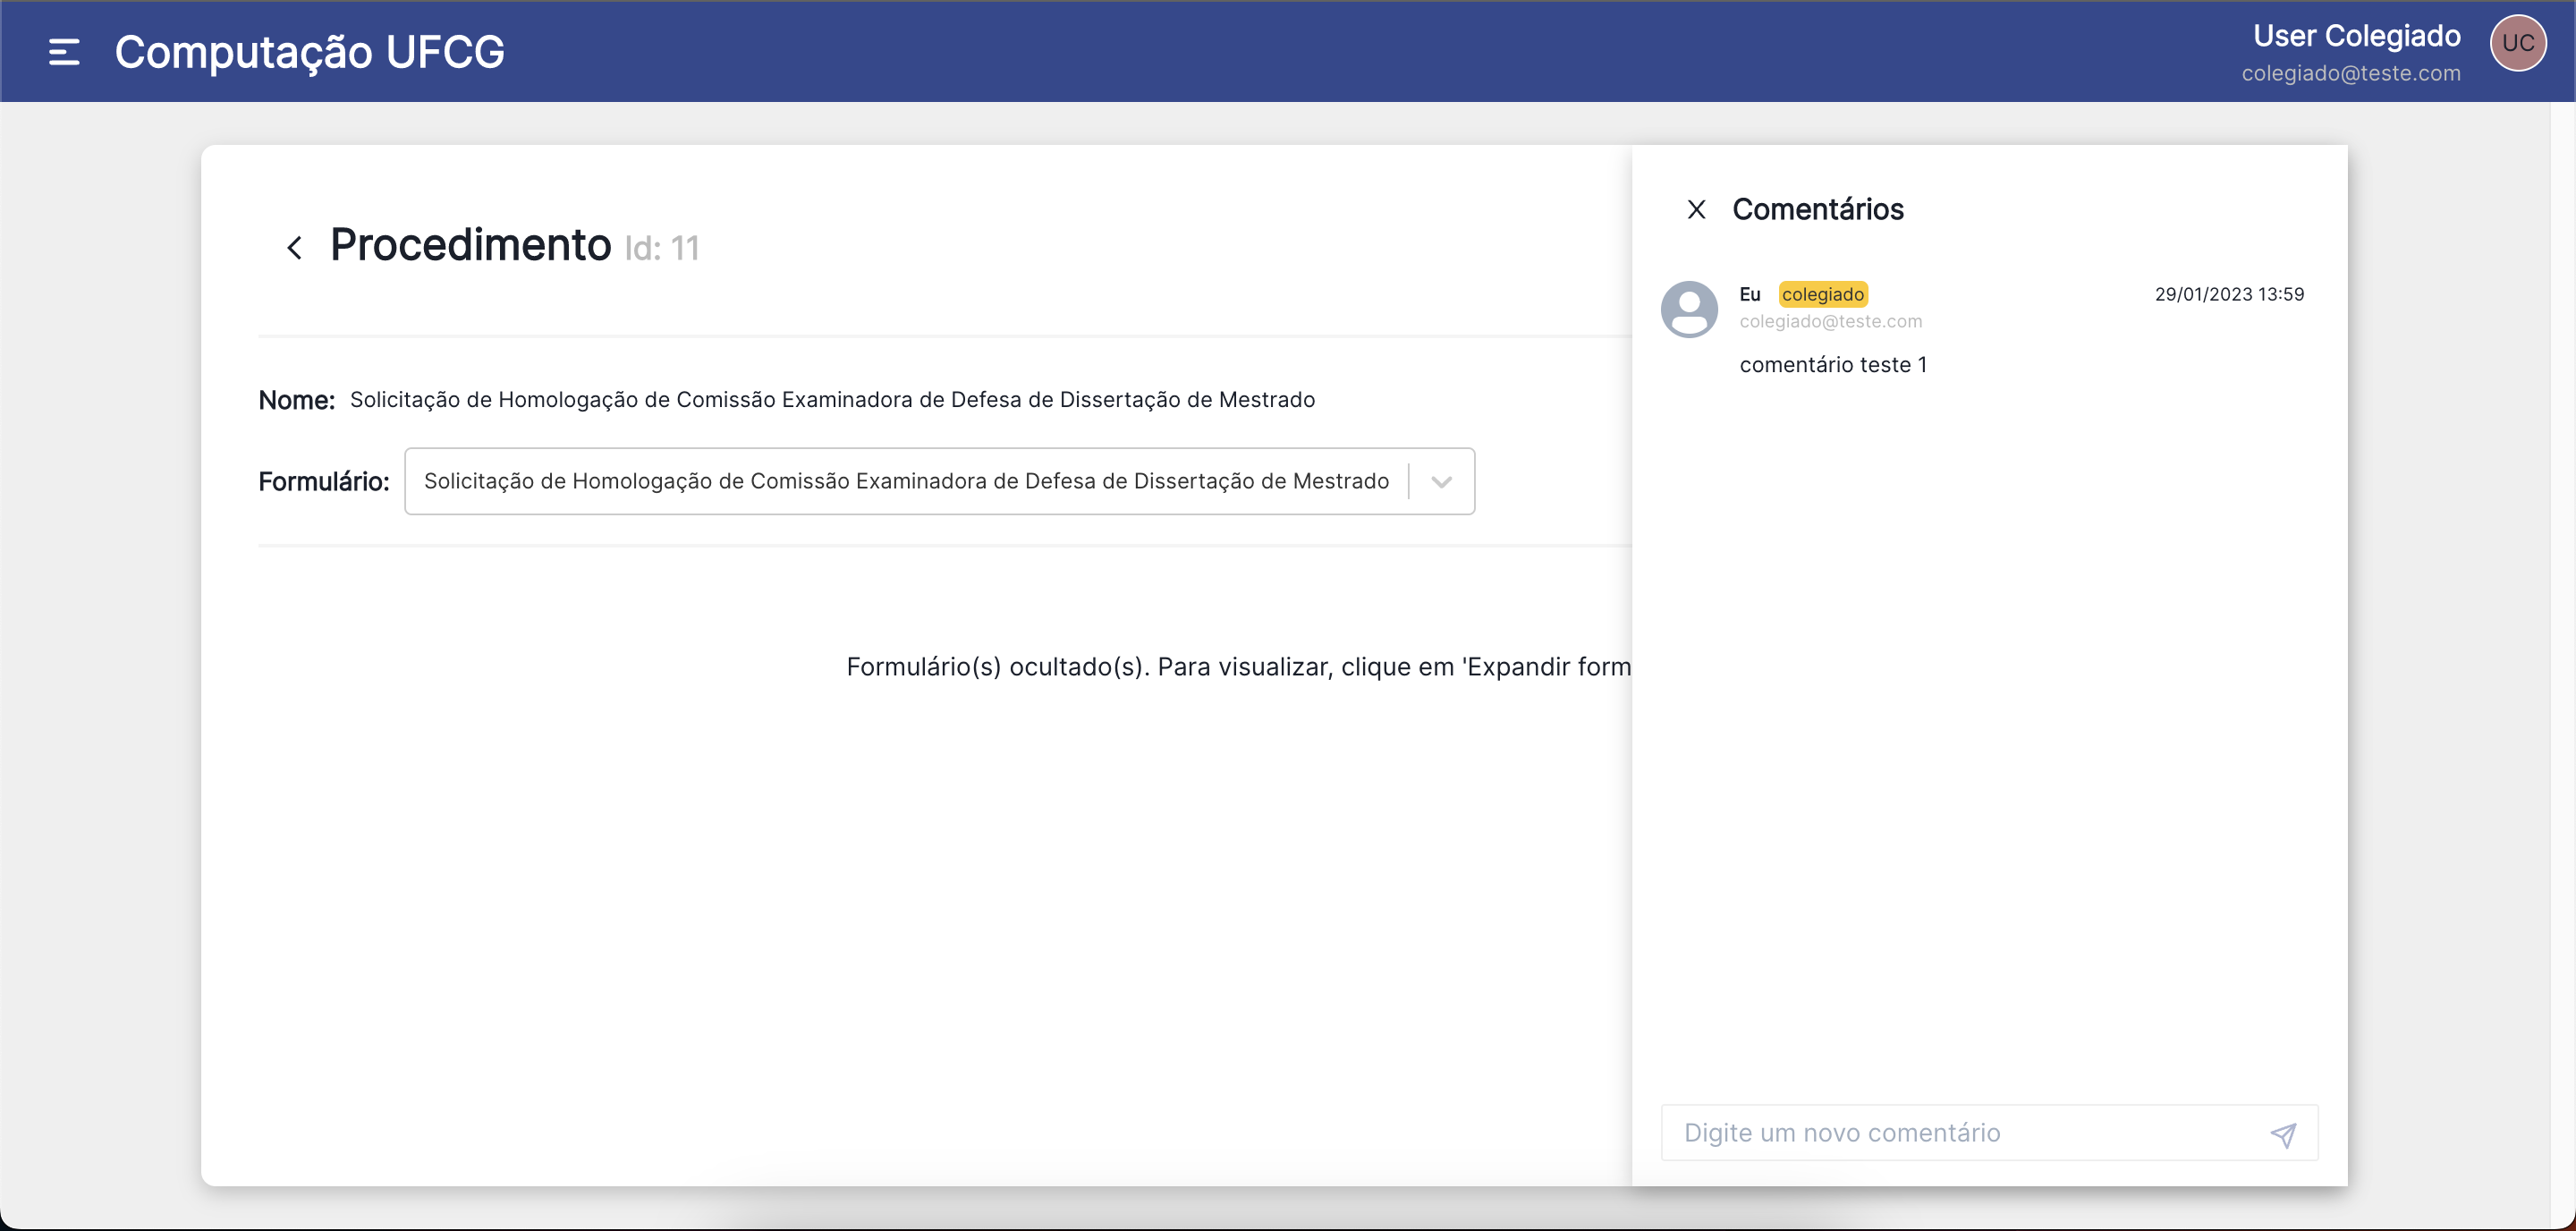 Computação UFCG
User Colegiado
colegiado@teste.com
UC
Procedimento Id: 11
Nome: Solicitação de Homologação de Comissão Examinadora de Defesa de Dissertação de Mestrado
Formulário: Solicitação de Homologação de Comissão Examinadora de Defesa de Dissertação de Mestrado
Formulário(s) ocultado(s). Para visualizar, clique em 'Expandir form
Comentários
Eu colegiado 29/01/2023 13:59
colegiado@teste.com
comentário teste 1
Digite um novo comentário